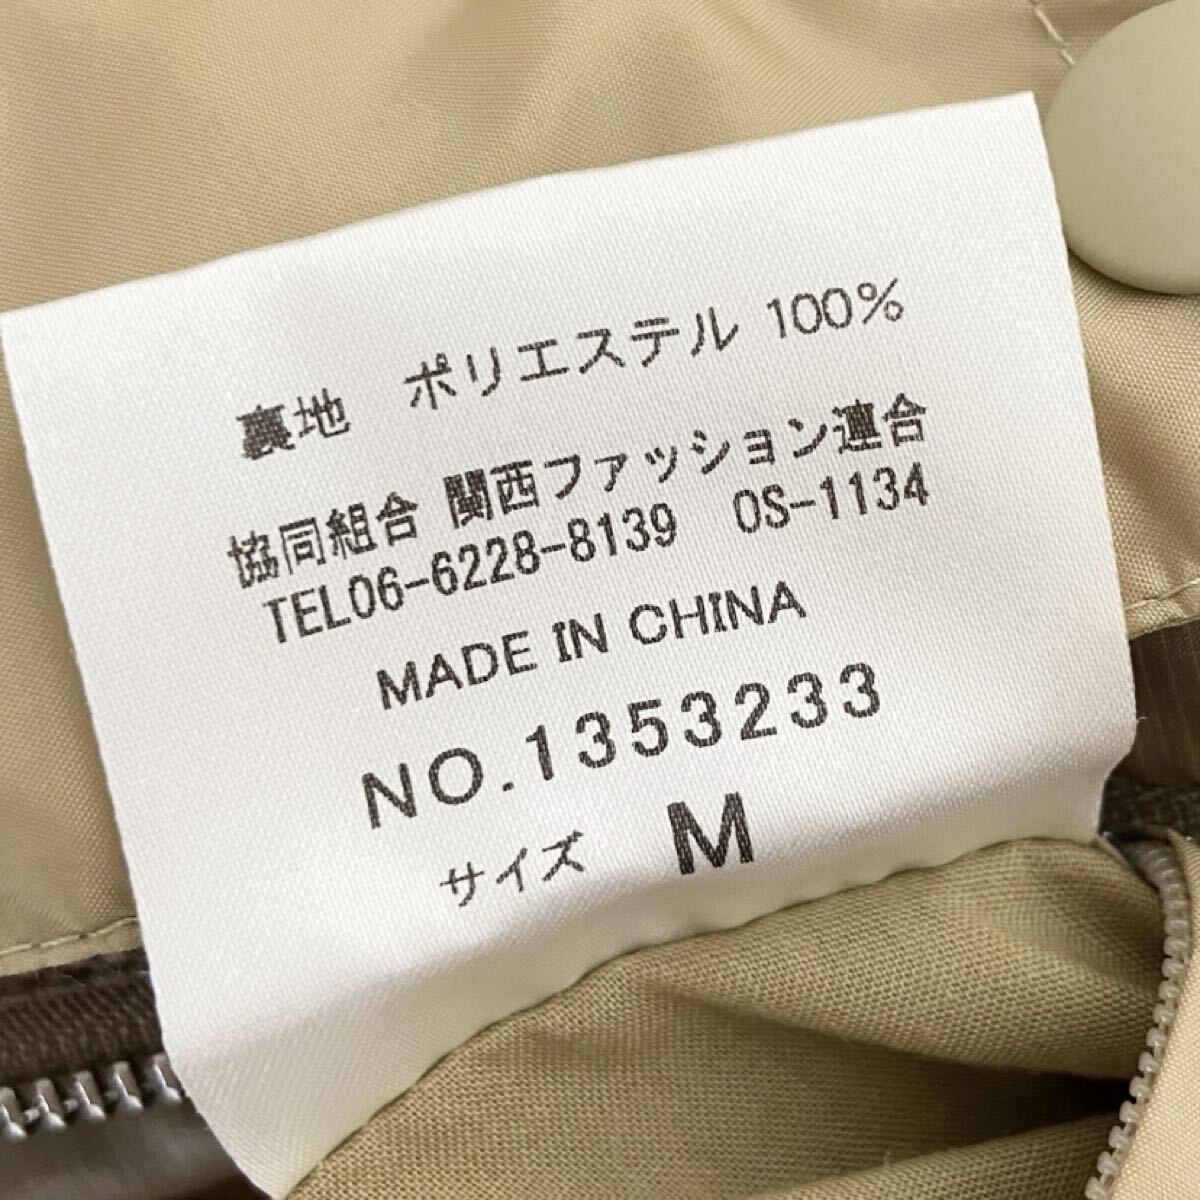 裏地　ポリエステル 100%
協同組合 関西ファッション連合
TEL06-6228-8139　OS-1134
MADE IN CHINA
NO.1353233
サイズ　M